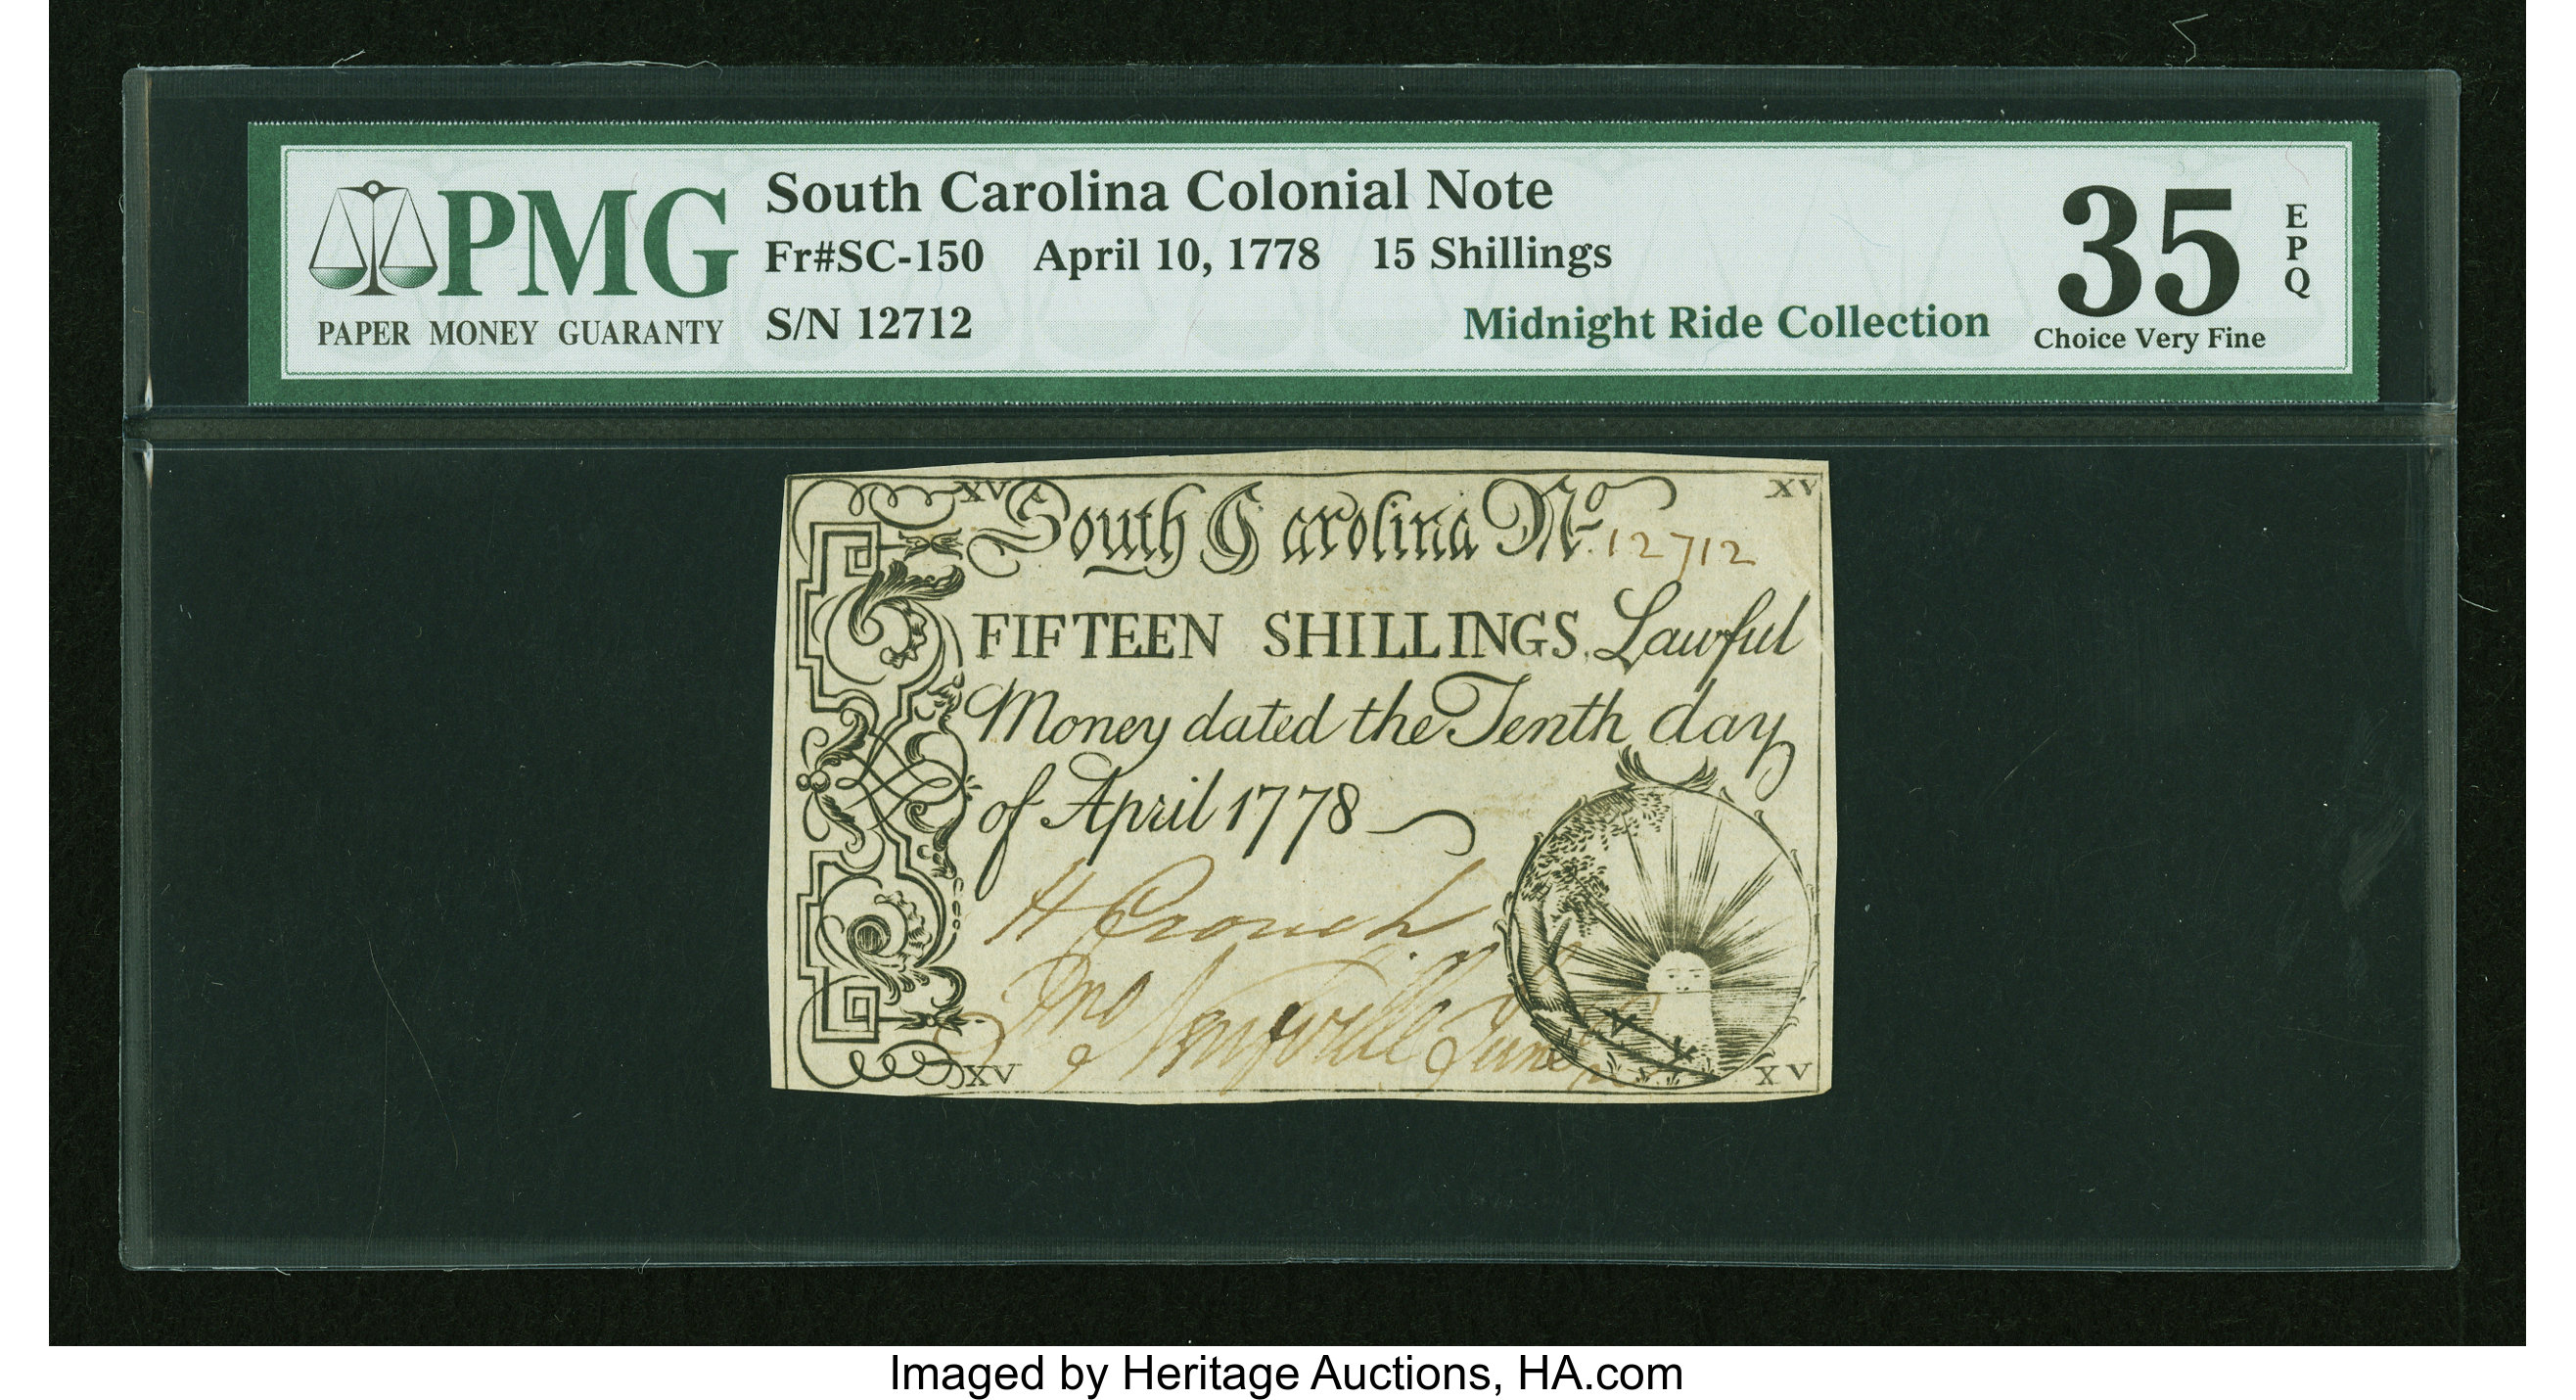 PMG
PAPER MONEY GUARANTY
South Carolina Colonial Note
Fr#SC-150 April 10, 1778 15 Shillings
S/N 12712
Midnight Ride Collection
35
EPQ
Choice Very Fine
XV XV
South Carolina No. 12712
FIFTEEN SHILLINGS, Lawful
Money dated the Tenth day
of April 1778
H Crouch
Jno
XV XV
Imaged by Heritage Auctions, HA.com